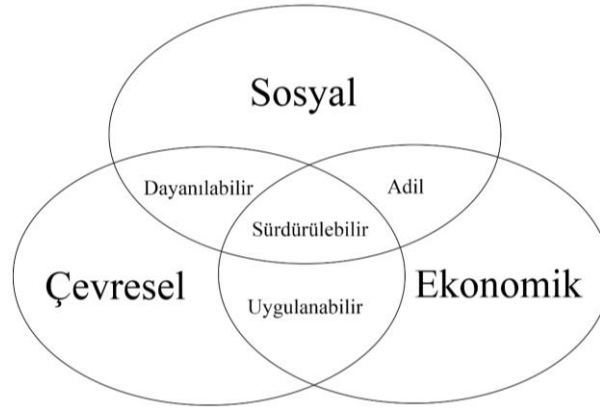 Sosyal
Dayanılabilir
Adil
Sürdürülebilir
Çevresel
Ekonomik
Uygulanabilir